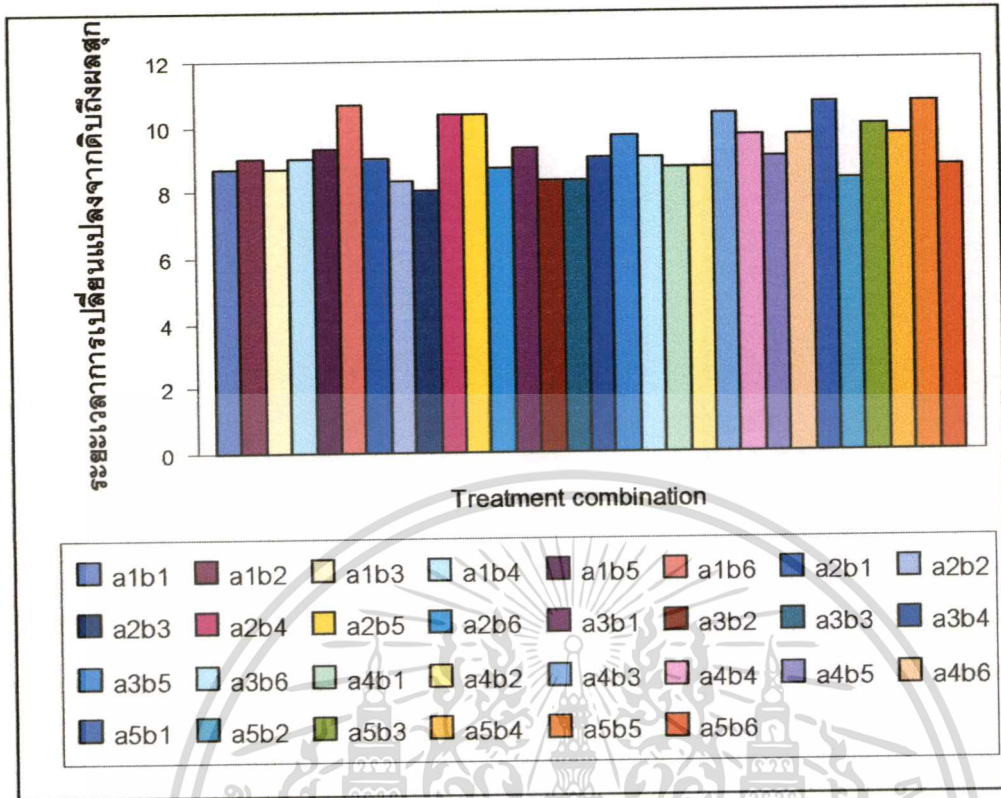 ระยะเวลาการเปลี่ยนแปลงจากดิบถึงผลสุก
12
10
8
6
4
2
0
Treatment combination
a1b1 a1b2 a1b3 a1b4 a1b5 a1b6 a2b1 a2b2
a2b3 a2b4 a2b5 a2b6 a3b1 a3b2 a3b3 a3b4
a3b5 a3b6 a4b1 a4b2 a4b3 a4b4 a4b5 a4b6
a5b1 a5b2 a5b3 a5b4 a5b5 a5b6